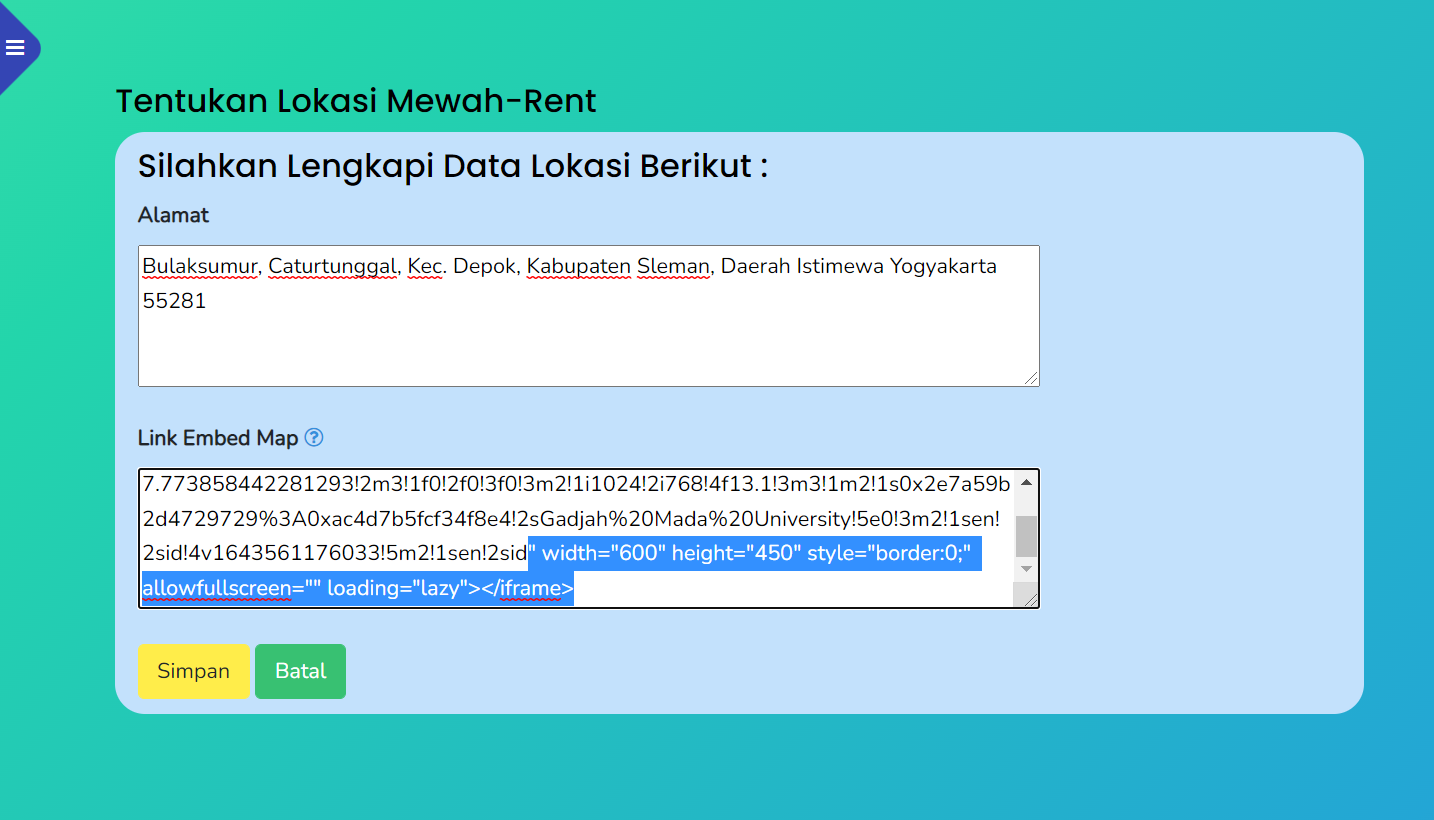 Tentukan Lokasi Mewah-Rent
Silahkan Lengkapi Data Lokasi Berikut :
Alamat
Bulaksumur, Caturtunggal, Kec. Depok, Kabupaten Sleman, Daerah Istimewa Yogyakarta
55281
Link Embed Map ?
7.773858442281293!2m3!1f0!2f0!3f0!3m2!1i1024!2i768!4f13.1!3m3!1m2!1s0x2e7a59b
2d4729729%3A0xac4d7b5fcf34f8e4!2sGadjah%20Mada%20University!5e0!3m2!1sen!
2sid!4v1643561176033!5m2!1sen!2sid" width="600" height="450" style="border:0;"
allowfullscreen="" loading="lazy"></iframe>
Simpan Batal